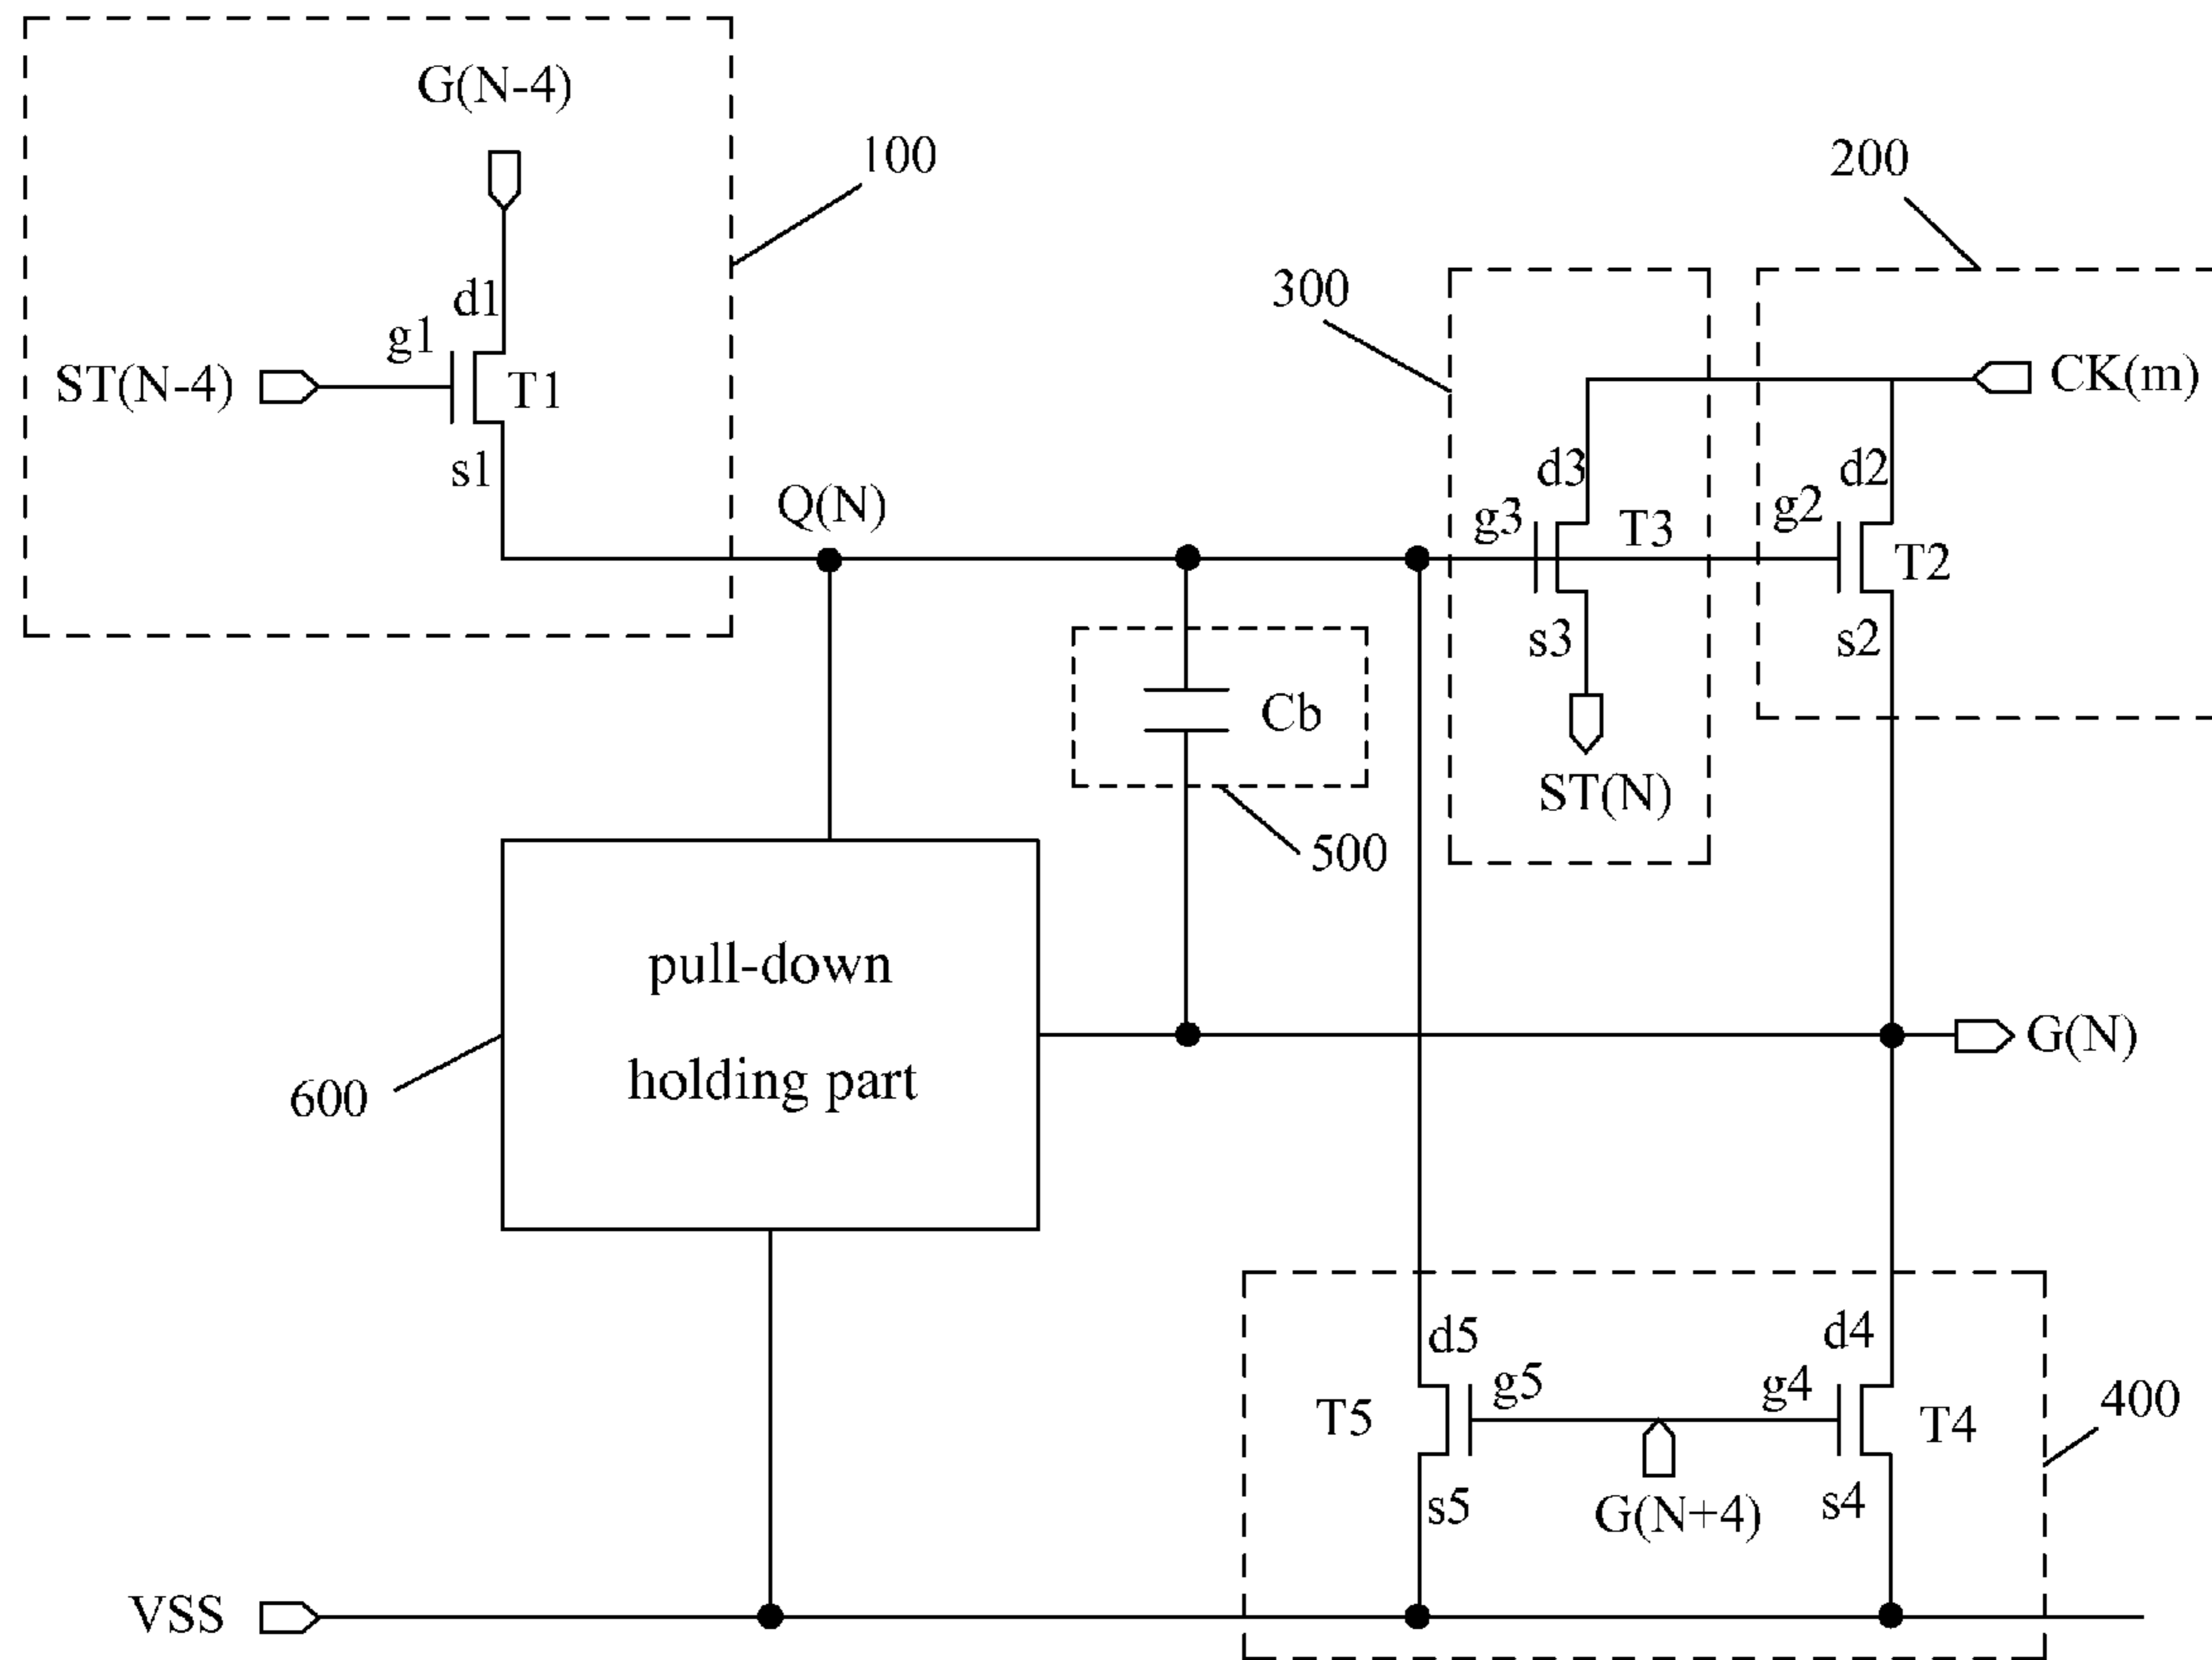 G(N-4)
100
200
d1
300
g1
ST(N-4)
T1
CK(m)
s1
d3
d2
Q(N)
g3
T3
g2
T2
s3
s2
Cb
ST(N)
500
pull-down
G(N)
holding part
600
d5
d4
g5
g4
T5
T4
400
s5
G(N+4)
s4
VSS